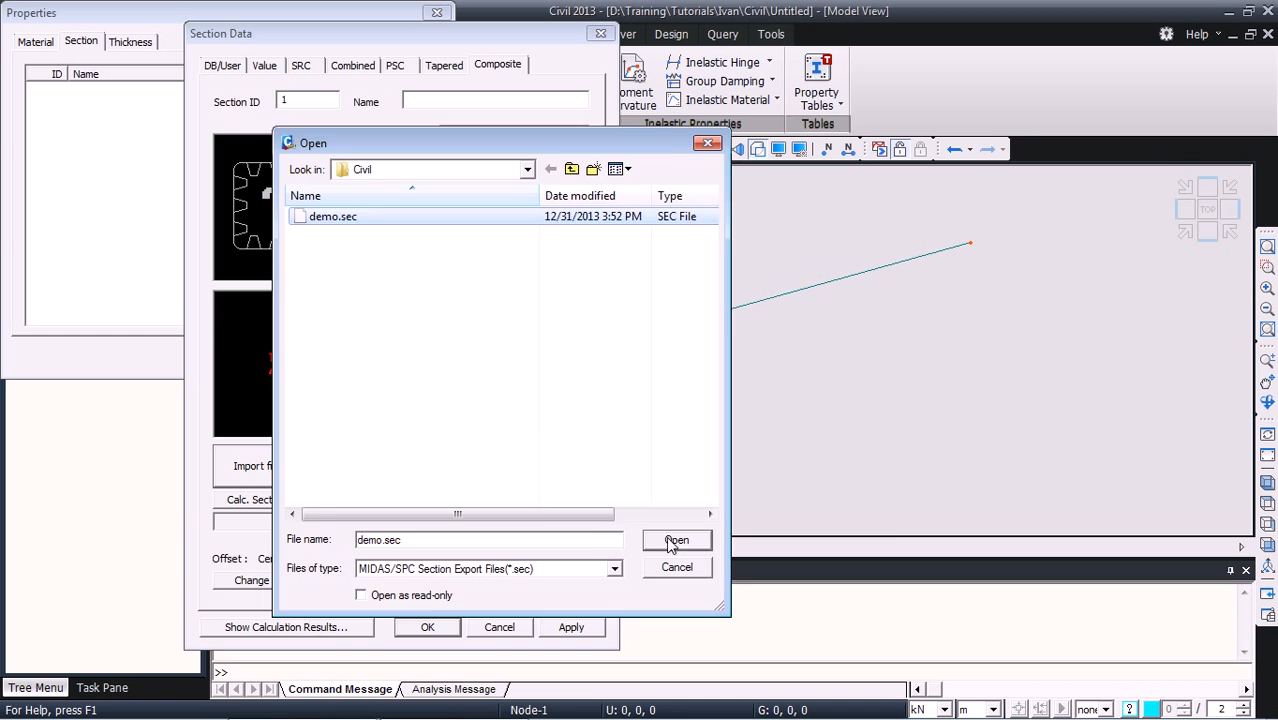 Properties
Civil 2013 - [D:\Training\Tutorials\Ivan\Civil\Untitled] - [Model View]
Section Data
Design Query Tools
Help
Material Section Thickness
DB/User Value SRC Combined PSC Tapered Composite
Inelastic Hinge
Group Damping
Inelastic Material
Property Tables
ID Name
Section ID 1 Name
Inelastic Properties
Tables
Open
Look in: Civil
Name Date modified Type
demo.sec 12/31/2013 3:52 PM SEC File
TOP
File name: demo.sec Open
Files of type: MIDAS/SPC Section Export Files(*.sec) Cancel
Open as read-only
Calc.
Offset :
Change
Show Calculation Results... OK Cancel Apply
>>
Tree Menu Task Pane
Command Message Analysis Message
For Help, press F1
Node-1
U: 0, 0, 0
G: 0, 0, 0
kN
m
0 / 2